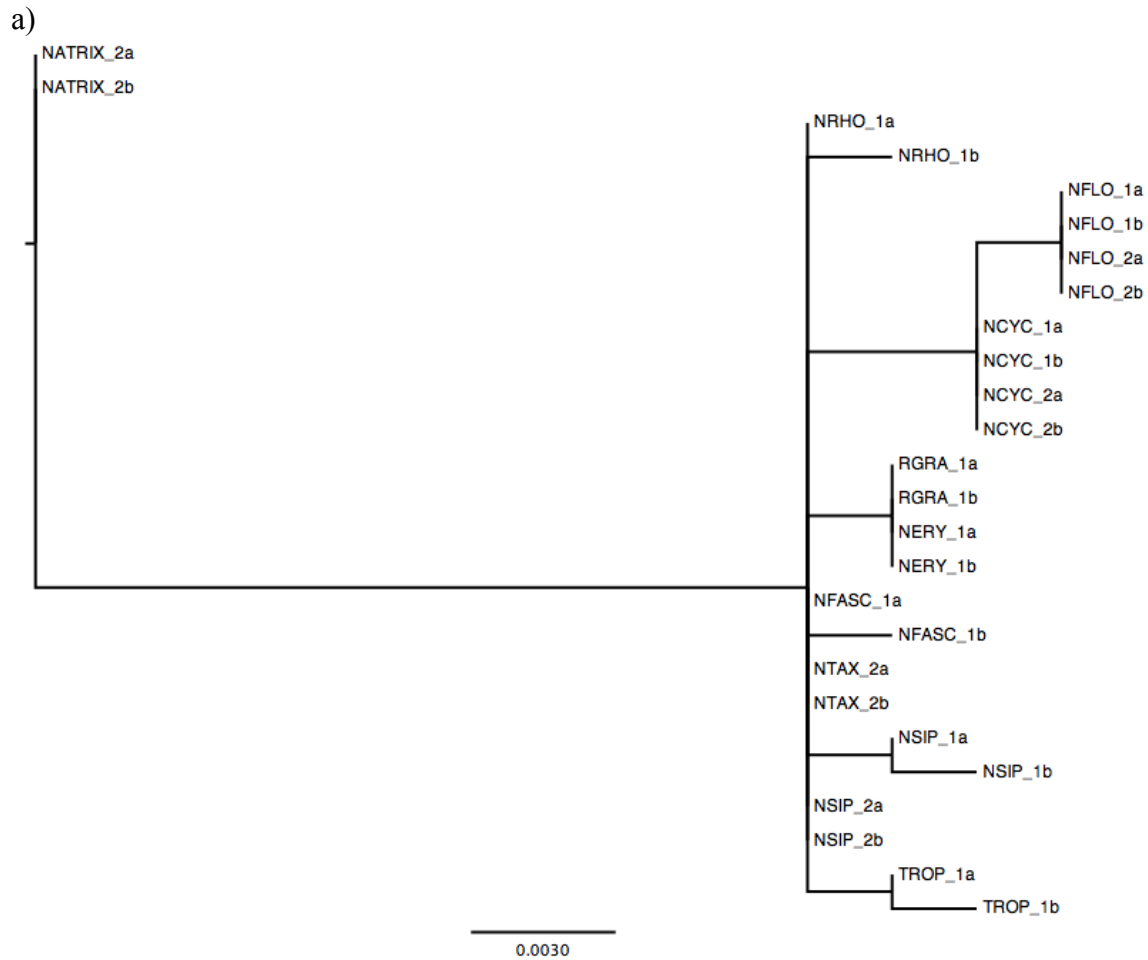 a)
NATRIX_2a
NATRIX_2b
NRHO_1a
NRHO_1b
NFLO_1a
NFLO_1b
NFLO_2a
NFLO_2b
NCYC_1a
NCYC_1b
NCYC_2a
NCYC_2b
RGRA_1a
RGRA_1b
NERY_1a
NERY_1b
NFASC_1a
NFASC_1b
NTAX_2a
NTAX_2b
NSIP_1a
NSIP_1b
NSIP_2a
NSIP_2b
TROP_1a
TROP_1b
0.0030